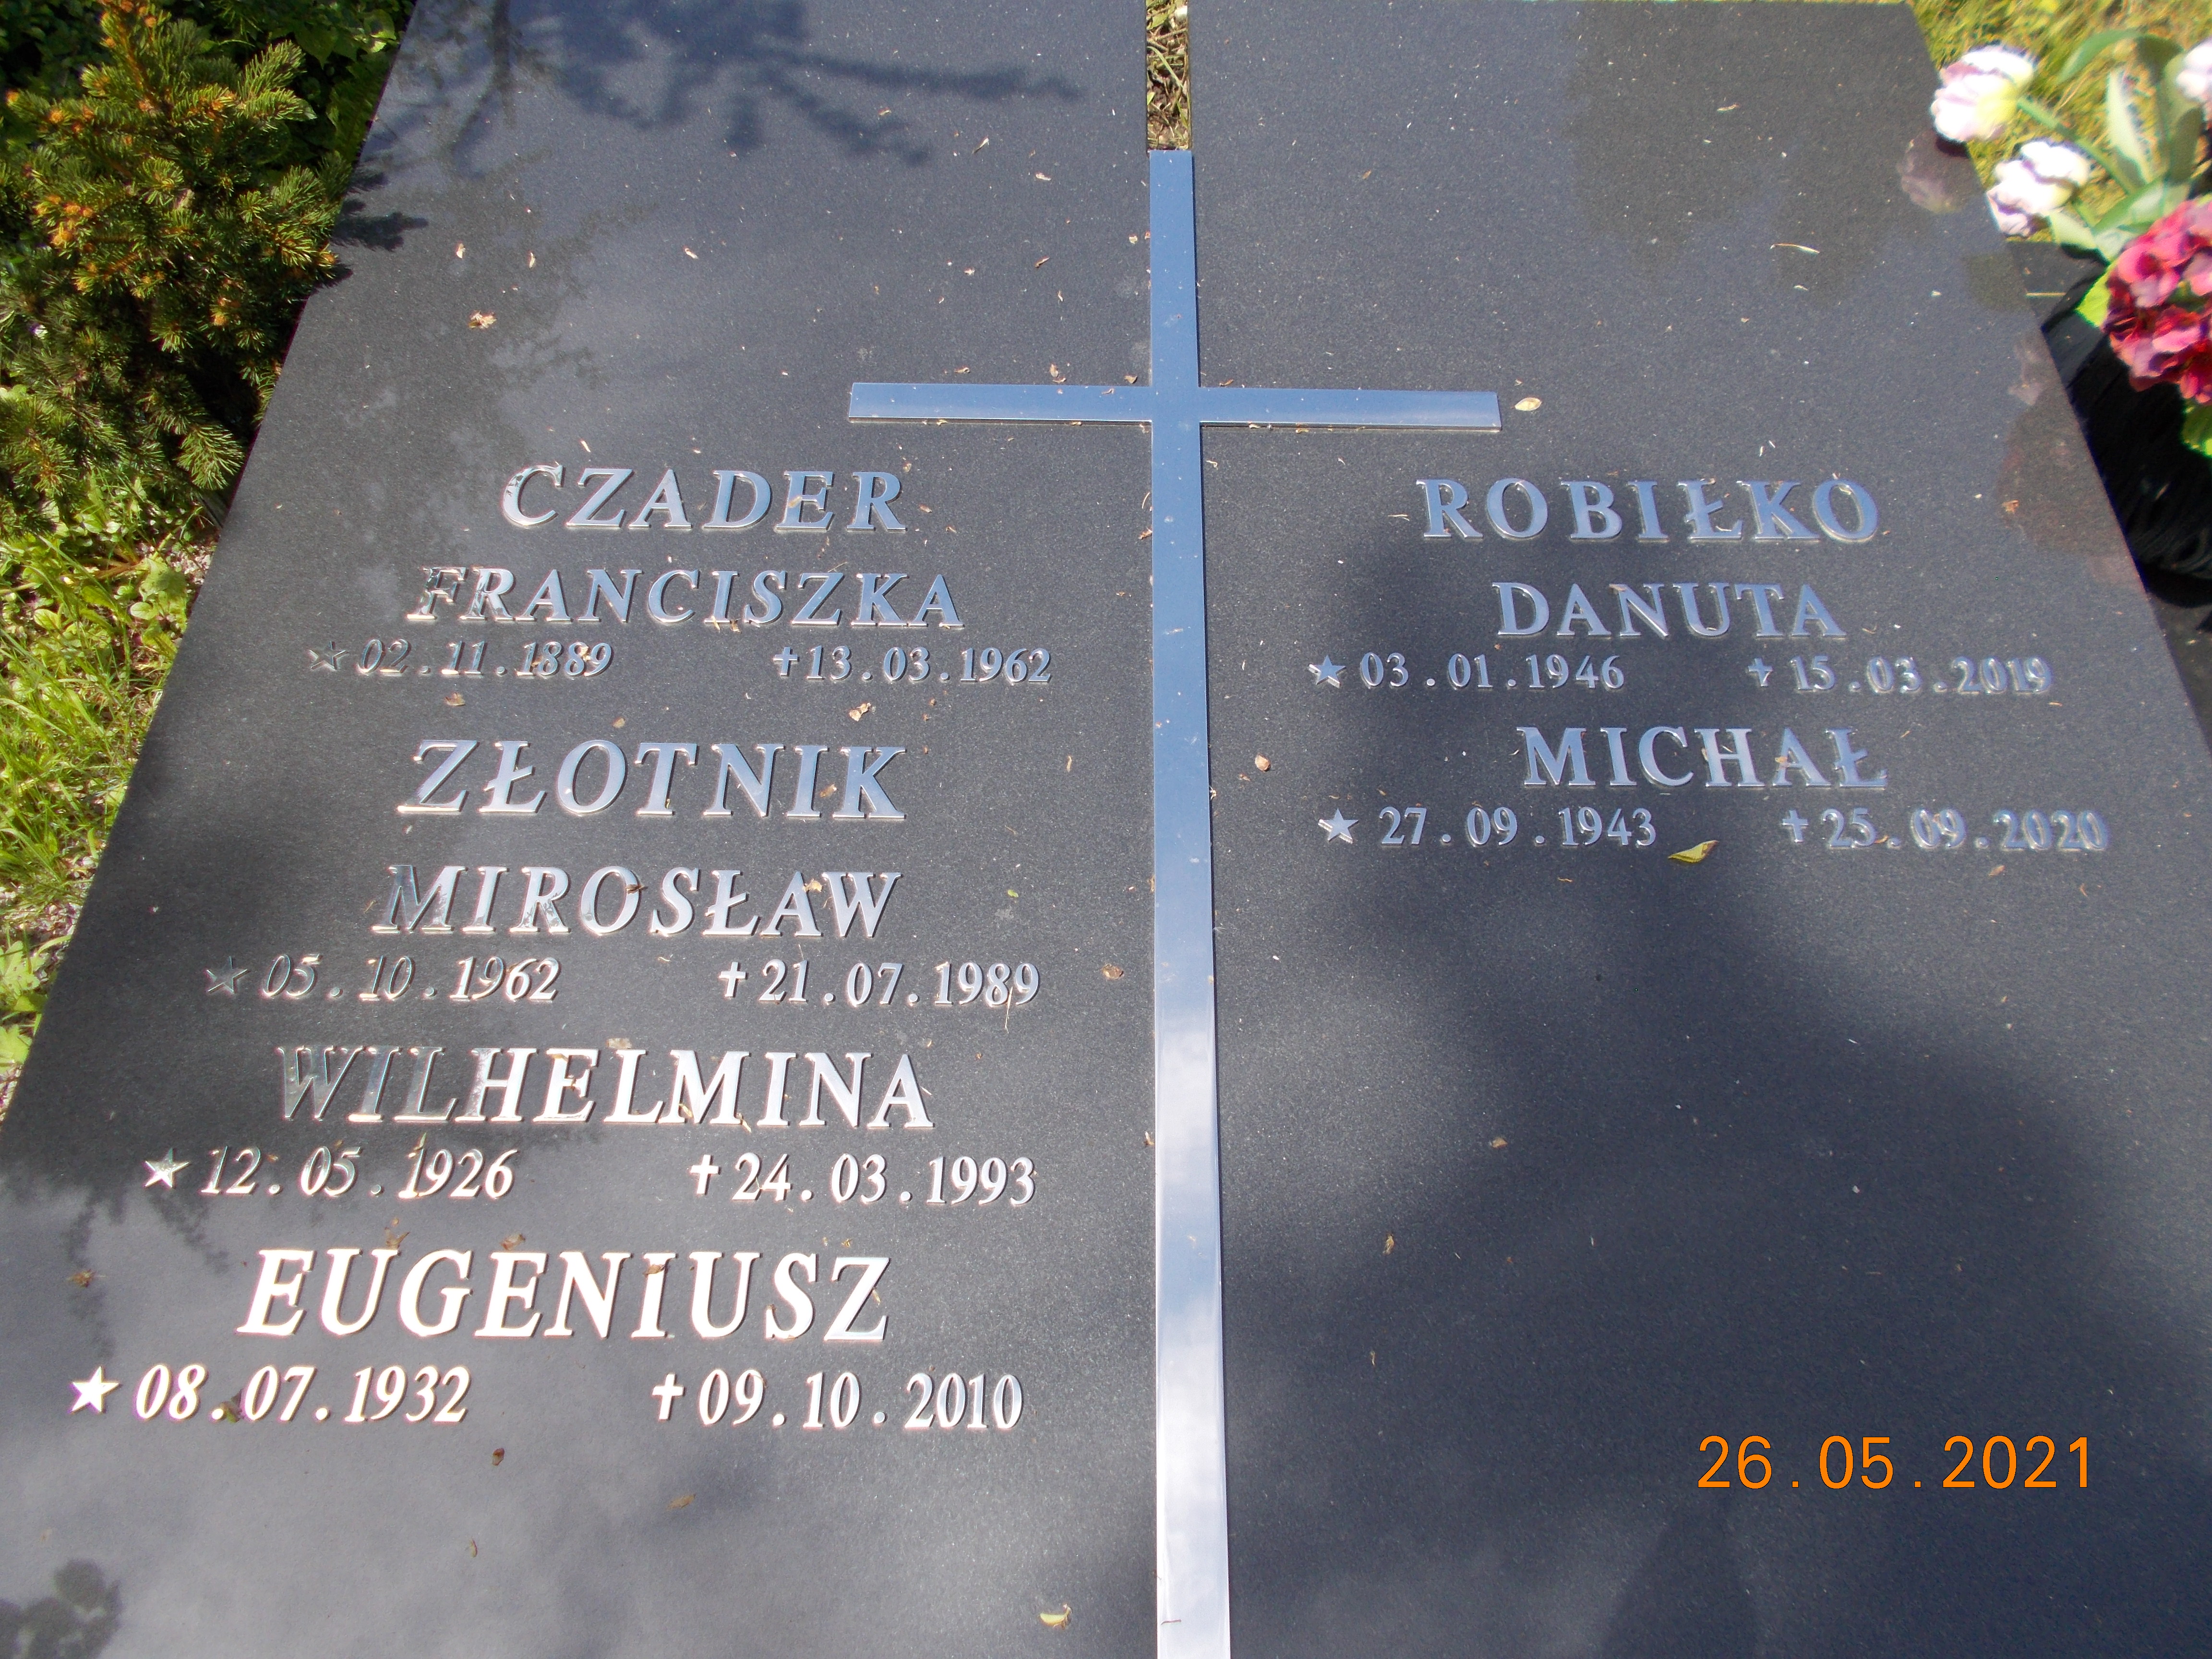 CZADER
FRANCISZKA
★ 02.11.1889 ✝ 13.03.1962
ZŁOTNIK
MIROSŁAW
★ 05.10.1962 ✝ 21.07.1989
WILHELMINA
★ 12.05.1926 ✝ 24.03.1993
EUGENIUSZ
★ 08.07.1932 ✝ 09.10.2010
ROBIŁKO
DANUTA
★ 03.01.1946 ✝ 15.03.2019
MICHAŁ
★ 27.09.1943 ✝ 25.09.2020
26.05.2021